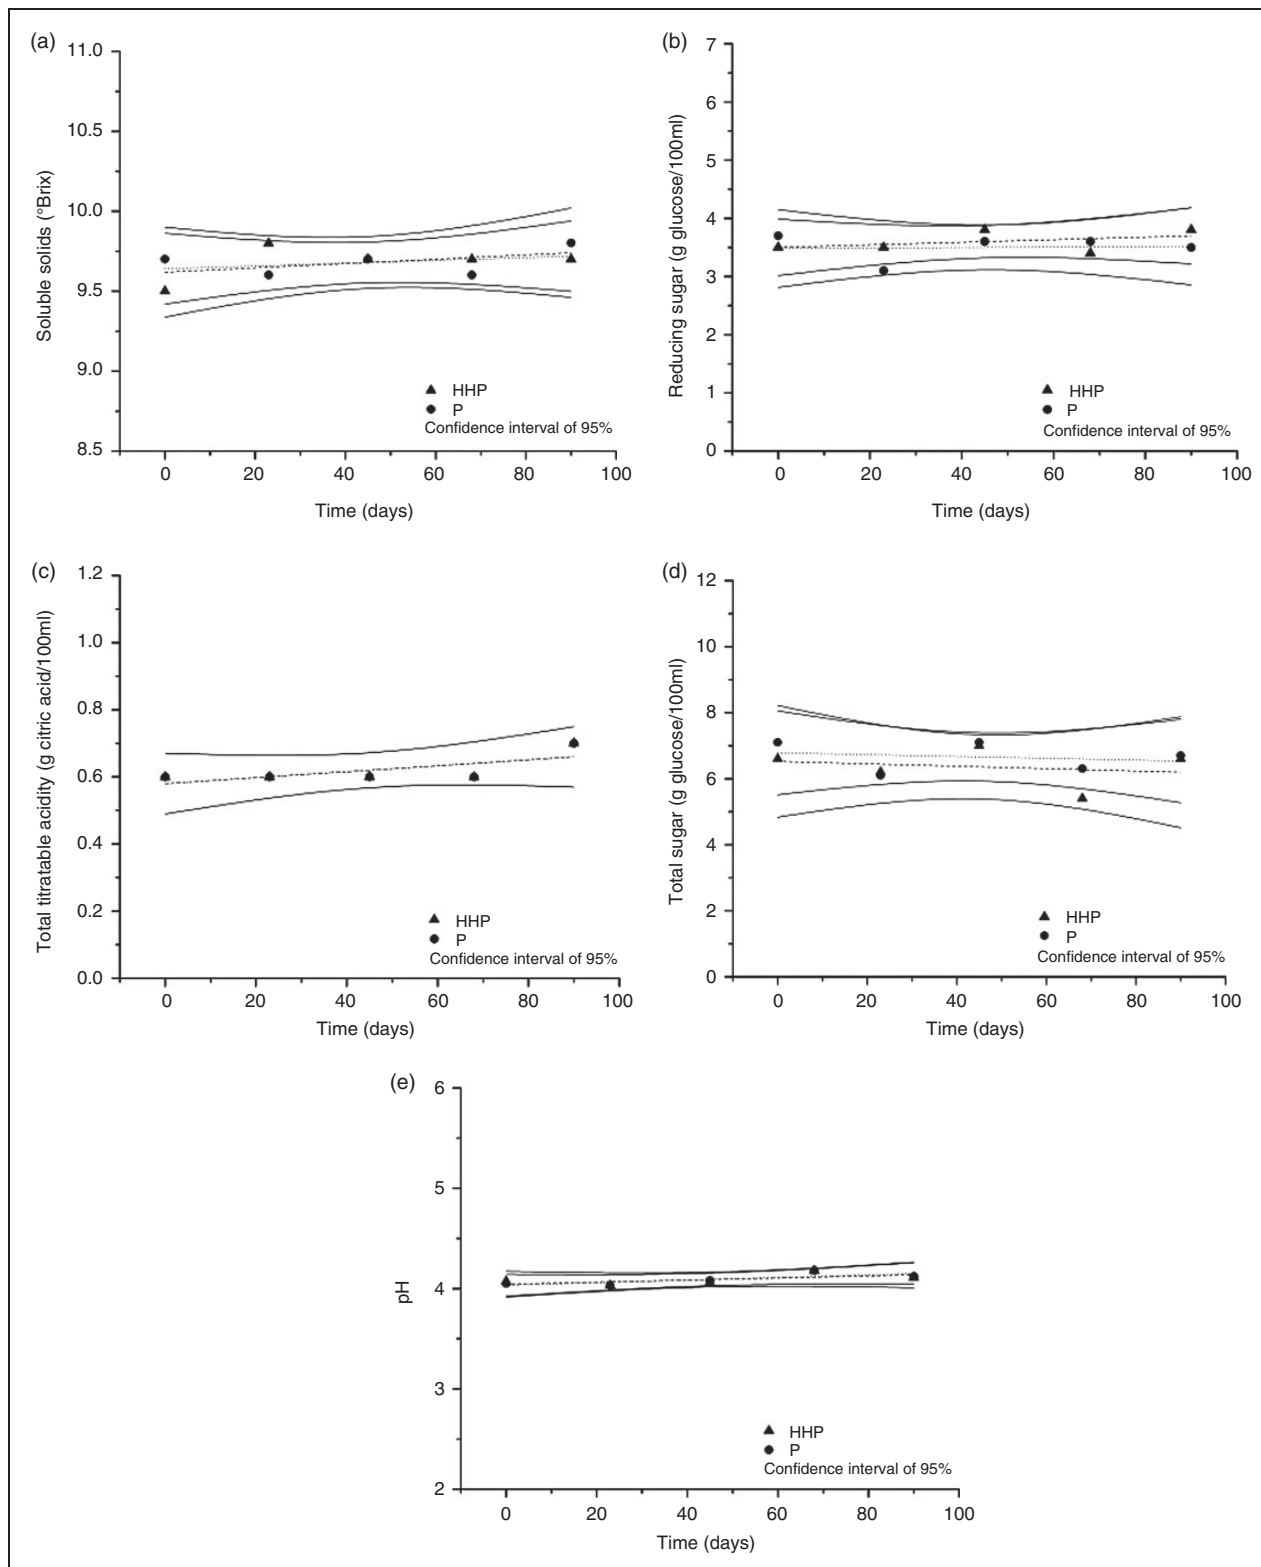 (a)
11.0
10.5
10.0
9.5
9.0
8.5
Soluble solids (°Brix)
HHP
P
Confidence interval of 95%
0 20 40 60 80 100
Time (days)
(b)
7
6
5
4
3
2
1
0
Reducing sugar (g glucose/100ml)
HHP
P
Confidence interval of 95%
0 20 40 60 80 100
Time (days)
(c)
1.2
1.0
0.8
0.6
0.4
0.2
0.0
Total titratable acidity (g citric acid/100ml)
HHP
P
Confidence interval of 95%
0 20 40 60 80 100
Time (days)
(d)
12
10
8
6
4
2
0
Total sugar (g glucose/100ml)
HHP
P
Confidence interval of 95%
0 20 40 60 80 100
Time (days)
(e)
6
5
4
3
2
pH
HHP
P
Confidence interval of 95%
0 20 40 60 80 100
Time (days)